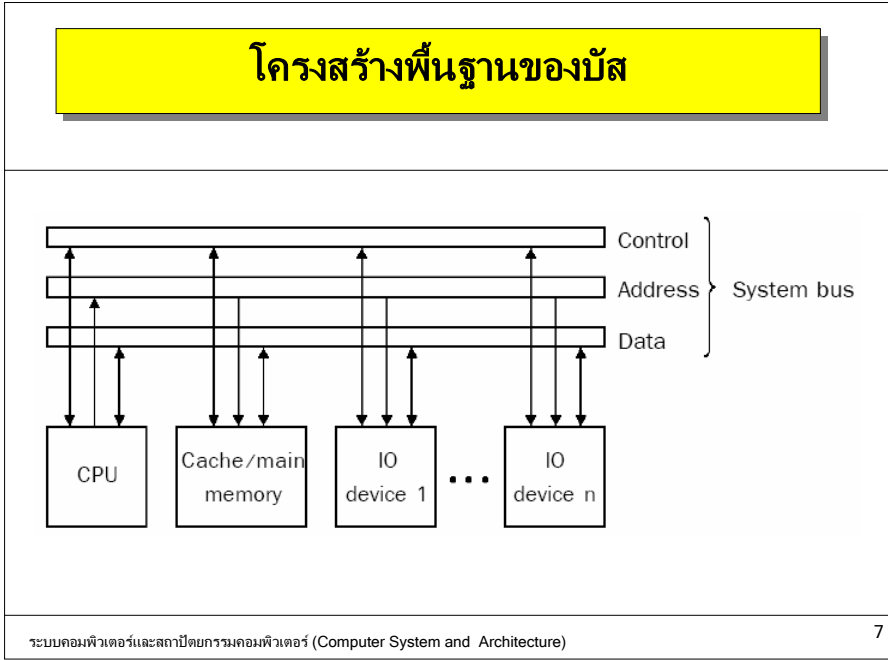 โครงสร้างพื้นฐานของบัส
Control
Address
System bus
Data
CPU
Cache/main
memory
IO
device 1
...
IO
device n
ระบบคอมพิวเตอร์และสถาปัตยกรรมคอมพิวเตอร์ (Computer System and Architecture)
7